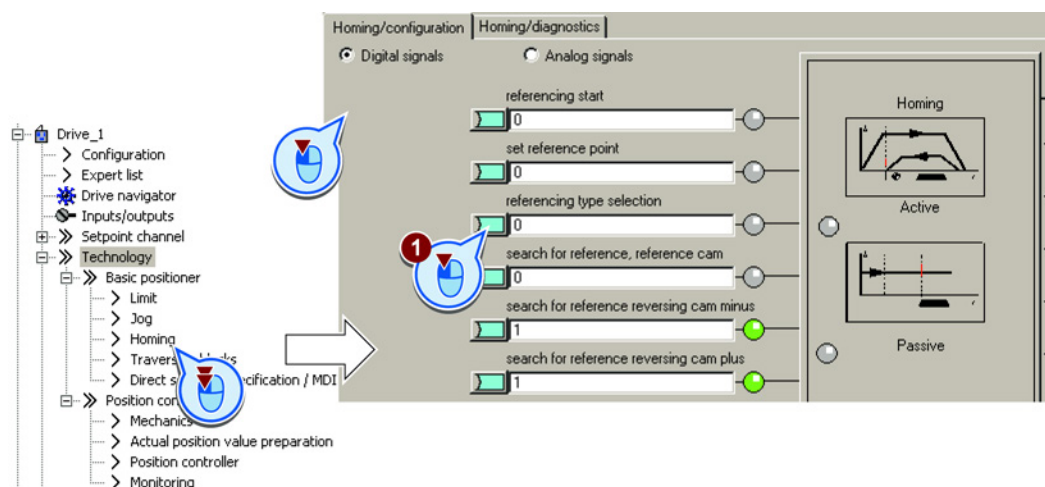 Homing/configuration Homing/diagnostics
Digital signals Analog signals
referencing start
0
set reference point
0
referencing type selection
0
search for reference, reference cam
0
search for reference reversing cam minus
1
search for reference reversing cam plus
1
Homing
Active
Passive
1
Drive_1
Configuration
Expert list
Drive navigator
Inputs/outputs
Setpoint channel
Technology
Basic positioner
Limit
Jog
Homing
Direct / MDI
Position
Mechanics
Actual position value preparation
Position controller
Monitoring